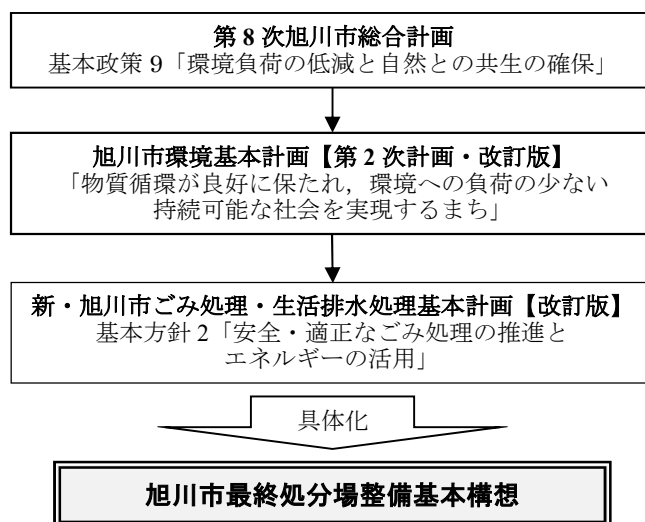 第8次旭川市総合計画
基本政策9「環境負荷の低減と自然との共生の確保」
旭川市環境基本計画【第2次計画・改訂版】
「物質循環が良好に保たれ，環境への負荷の少ない
持続可能な社会を実現するまち」
新・旭川市ごみ処理・生活排水処理基本計画【改訂版】
基本方針2「安全・適正なごみ処理の推進と
エネルギーの活用」
具体化
旭川市最終処分場整備基本構想